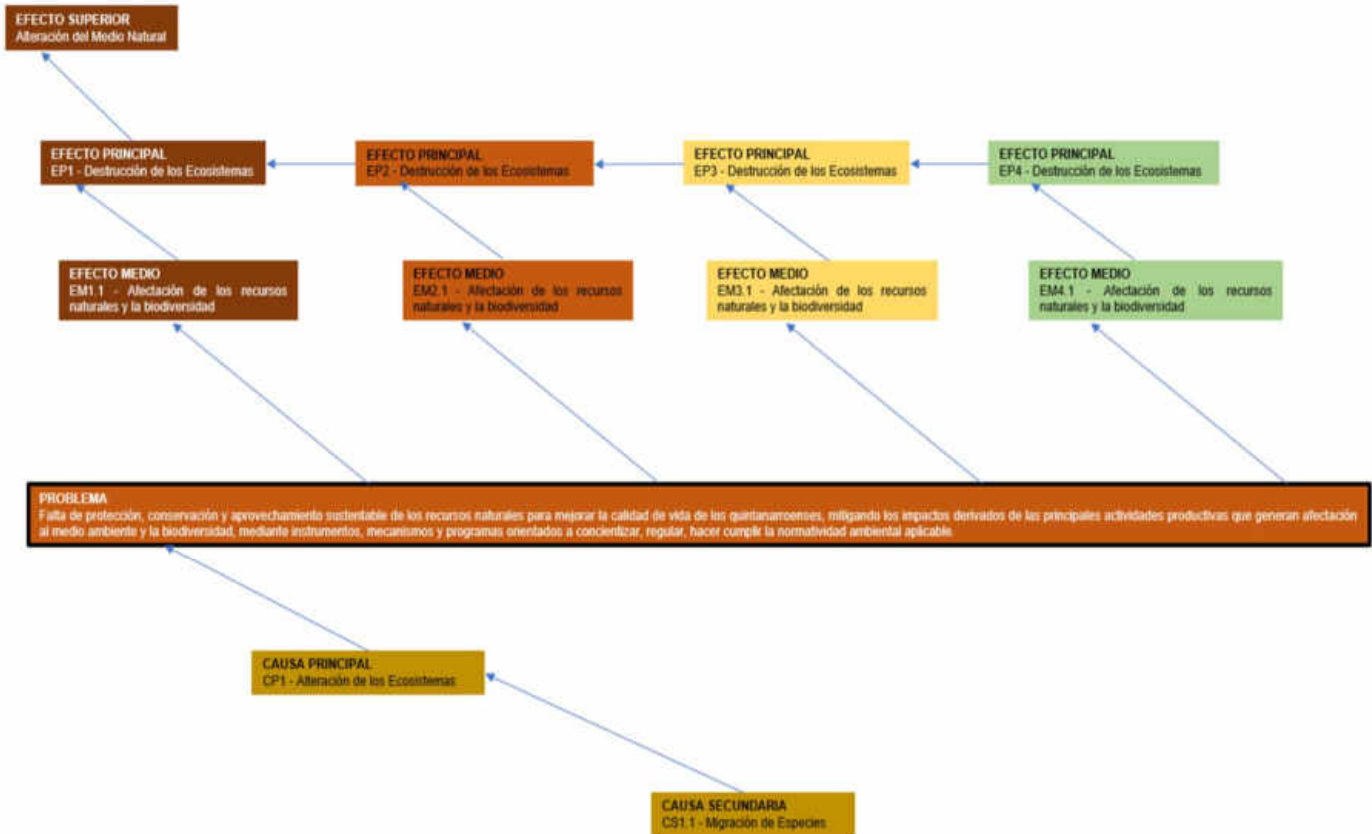 EFECTO SUPERIOR
Alteración del Medio Natural
EFECTO PRINCIPAL
EP1 - Destrucción de los Ecosistemas
EFECTO PRINCIPAL
EP2 - Destrucción de los Ecosistemas
EFECTO PRINCIPAL
EP3 - Destrucción de los Ecosistemas
EFECTO PRINCIPAL
EP4 - Destrucción de los Ecosistemas
EFECTO MEDIO
EM1.1 - Afectación de los recursos
naturales y la biodiversidad
EFECTO MEDIO
EM2.1 - Afectación de los recursos
naturales y la biodiversidad
EFECTO MEDIO
EM3.1 - Afectación de los recursos
naturales y la biodiversidad
EFECTO MEDIO
EM4.1 - Afectación de los recursos
naturales y la biodiversidad
PROBLEMA
Falta de protección, conservación y aprovechamiento sustentable de los recursos naturales para mejorar la calidad de vida de los quintanarroenses, mitigando los impactos derivados de las principales actividades productivas que generan afectación
al medio ambiente y la biodiversidad, mediante instrumentos, mecanismos y programas orientados a concientizar, regular, hacer cumplir la normatividad ambiental aplicable.
CAUSA PRINCIPAL
CP1 - Alteración de los Ecosistemas
CAUSA SECUNDARIA
CS1.1 - Migración de Especies